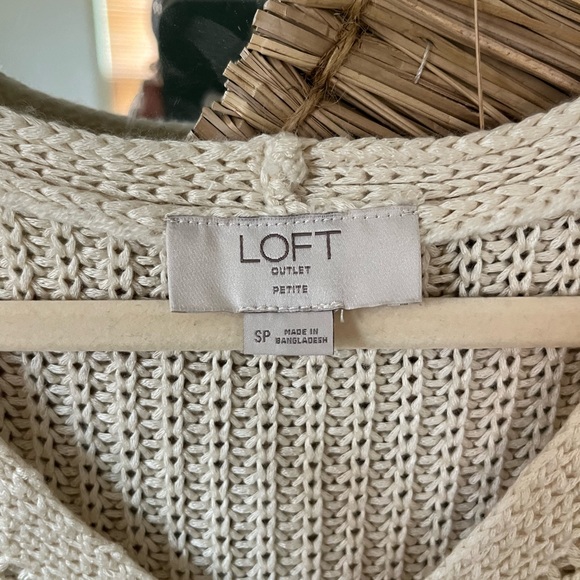 LOFT
OUTLET
PETITE
SP
MADE IN
BANGLADESH